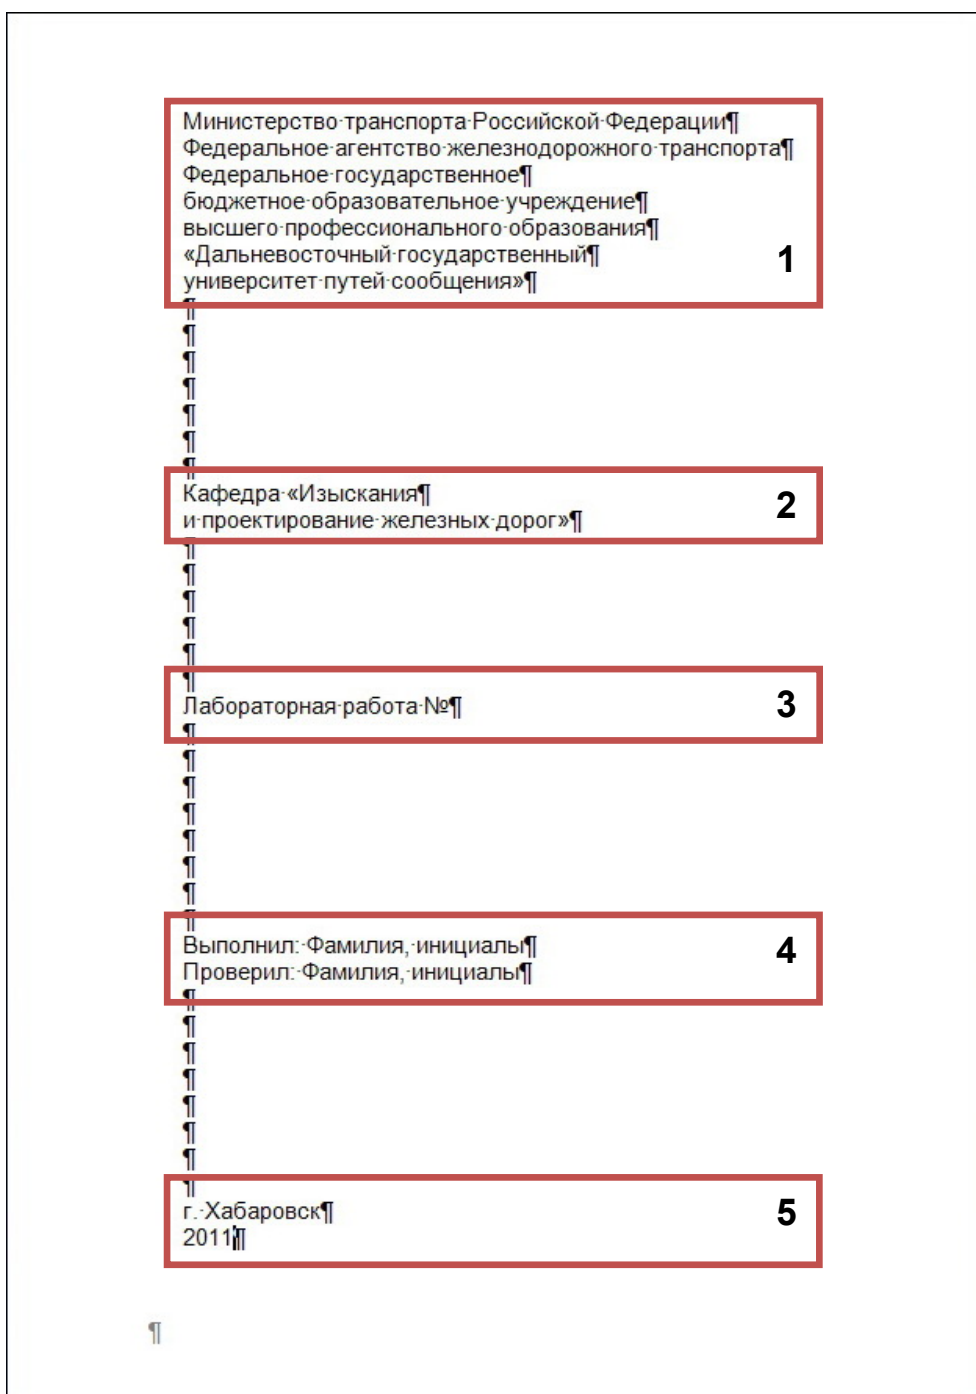 Министерство·транспорта·Российской·Федерации¶
Федеральное·агентство·железнодорожного·транспорта¶
Федеральное·государственное¶
бюджетное·образовательное·учреждение¶
высшего·профессионального·образования¶
«Дальневосточный·государственный¶
университет·путей·сообщения»¶
1
¶
¶
¶
¶
¶
¶
¶
Кафедра·«Изыскания¶
и·проектирование·железных·дорог»¶
2
¶
¶
¶
¶
¶
¶
Лабораторная·работа·№¶
3
¶
¶
¶
¶
¶
¶
¶
¶
Выполнил:·Фамилия,·инициалы¶
Проверил:·Фамилия,·инициалы¶
4
¶
¶
¶
¶
¶
¶
¶
¶
г.·Хабаровск¶
2011¶
5
¶